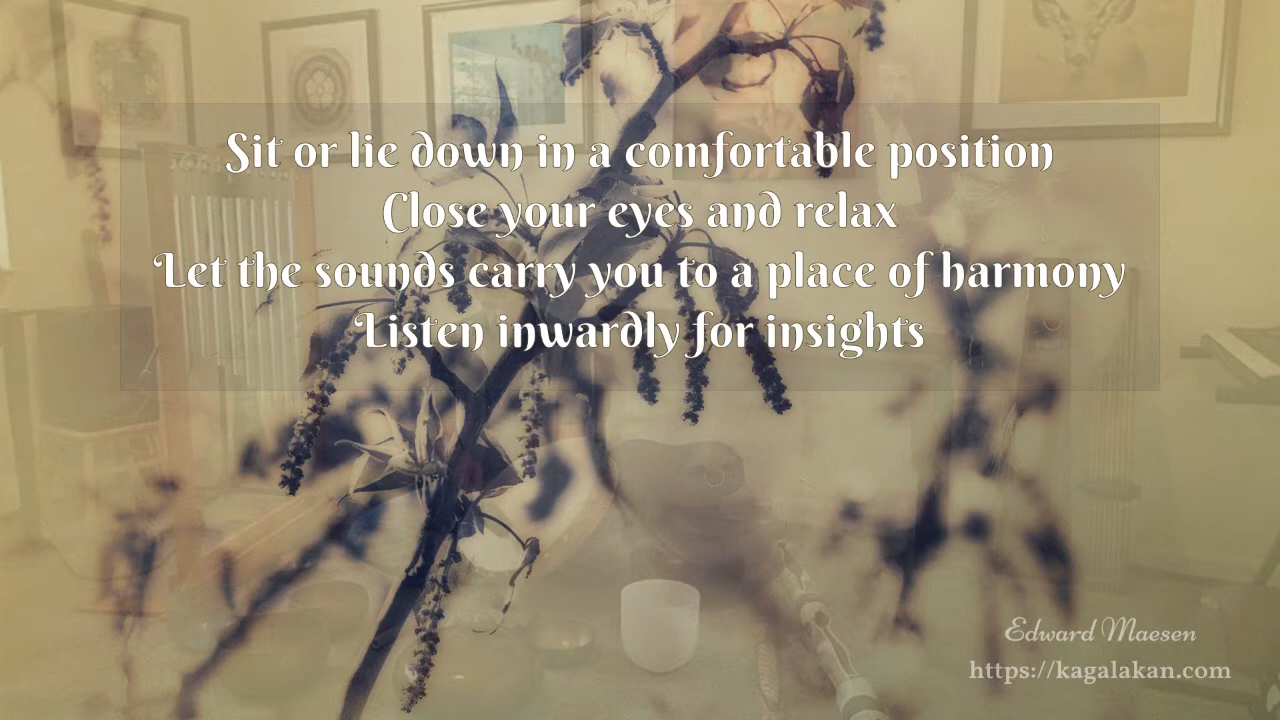 Sit or lie down in a comfortable position
Close your eyes and relax
Let the sounds carry you to a place of harmony
Listen inwardly for insights
Edward Maesen
https://kagalakan.com